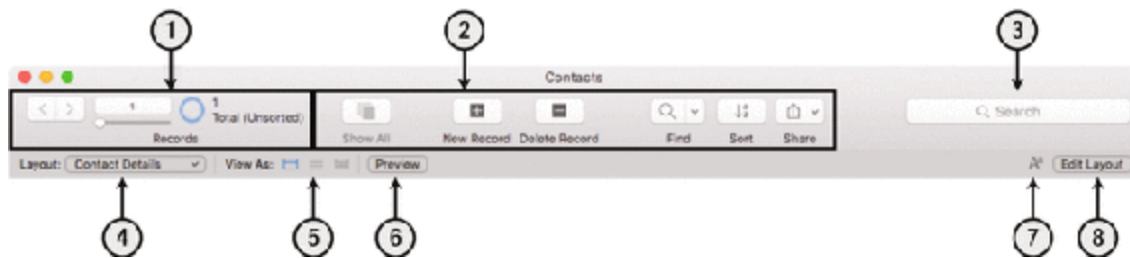 1 2 3
Contacts
1 1
Total (Unsorted)
Search
Records Show All New Record Delete Record Find Sort Share
Layout: Contact Details View As: Preview Aa Edit Layout
4 5 6 7 8